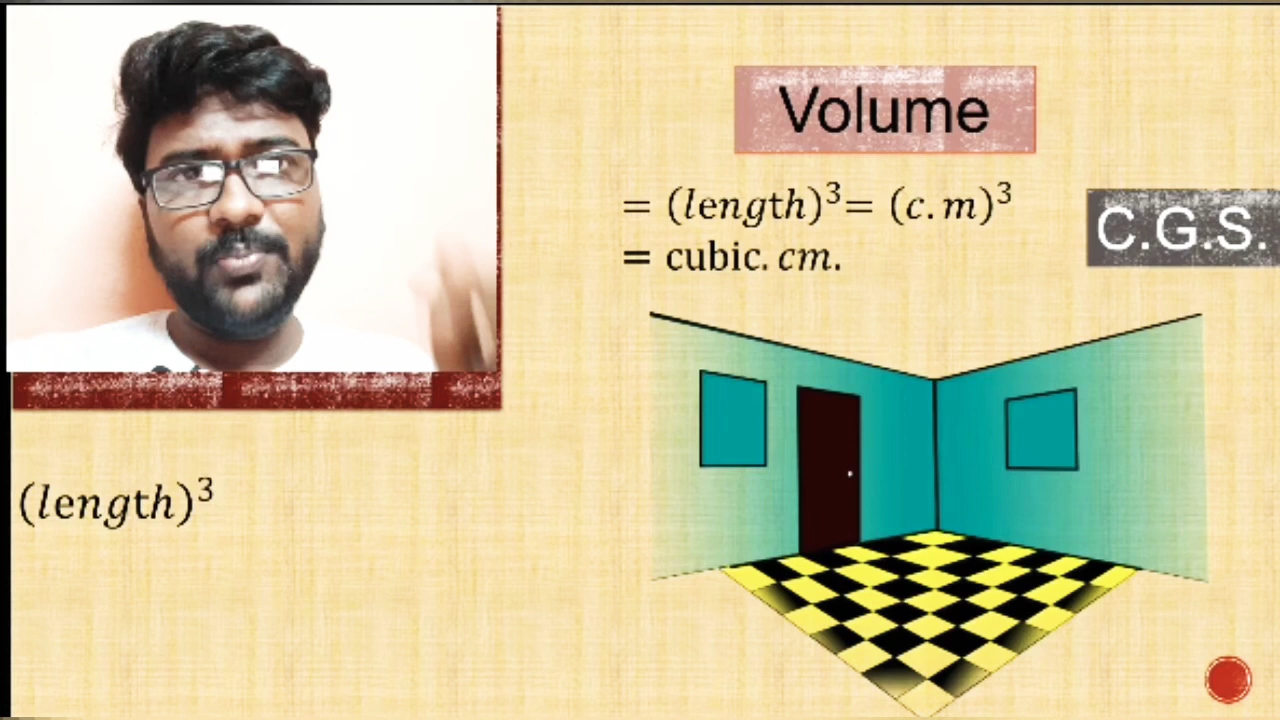 Volume
= (length)³= (c.m)³
= cubic. cm.
C.G.S.
(length)³